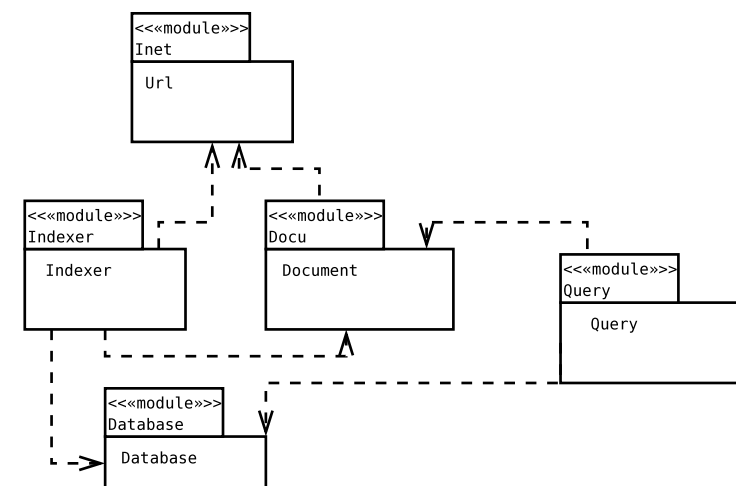 <<«module»>>
Inet
Url
<<«module»>>
Indexer
Indexer
<<«module»>>
Docu
Document
<<«module»>>
Query
Query
<<«module»>>
Database
Database